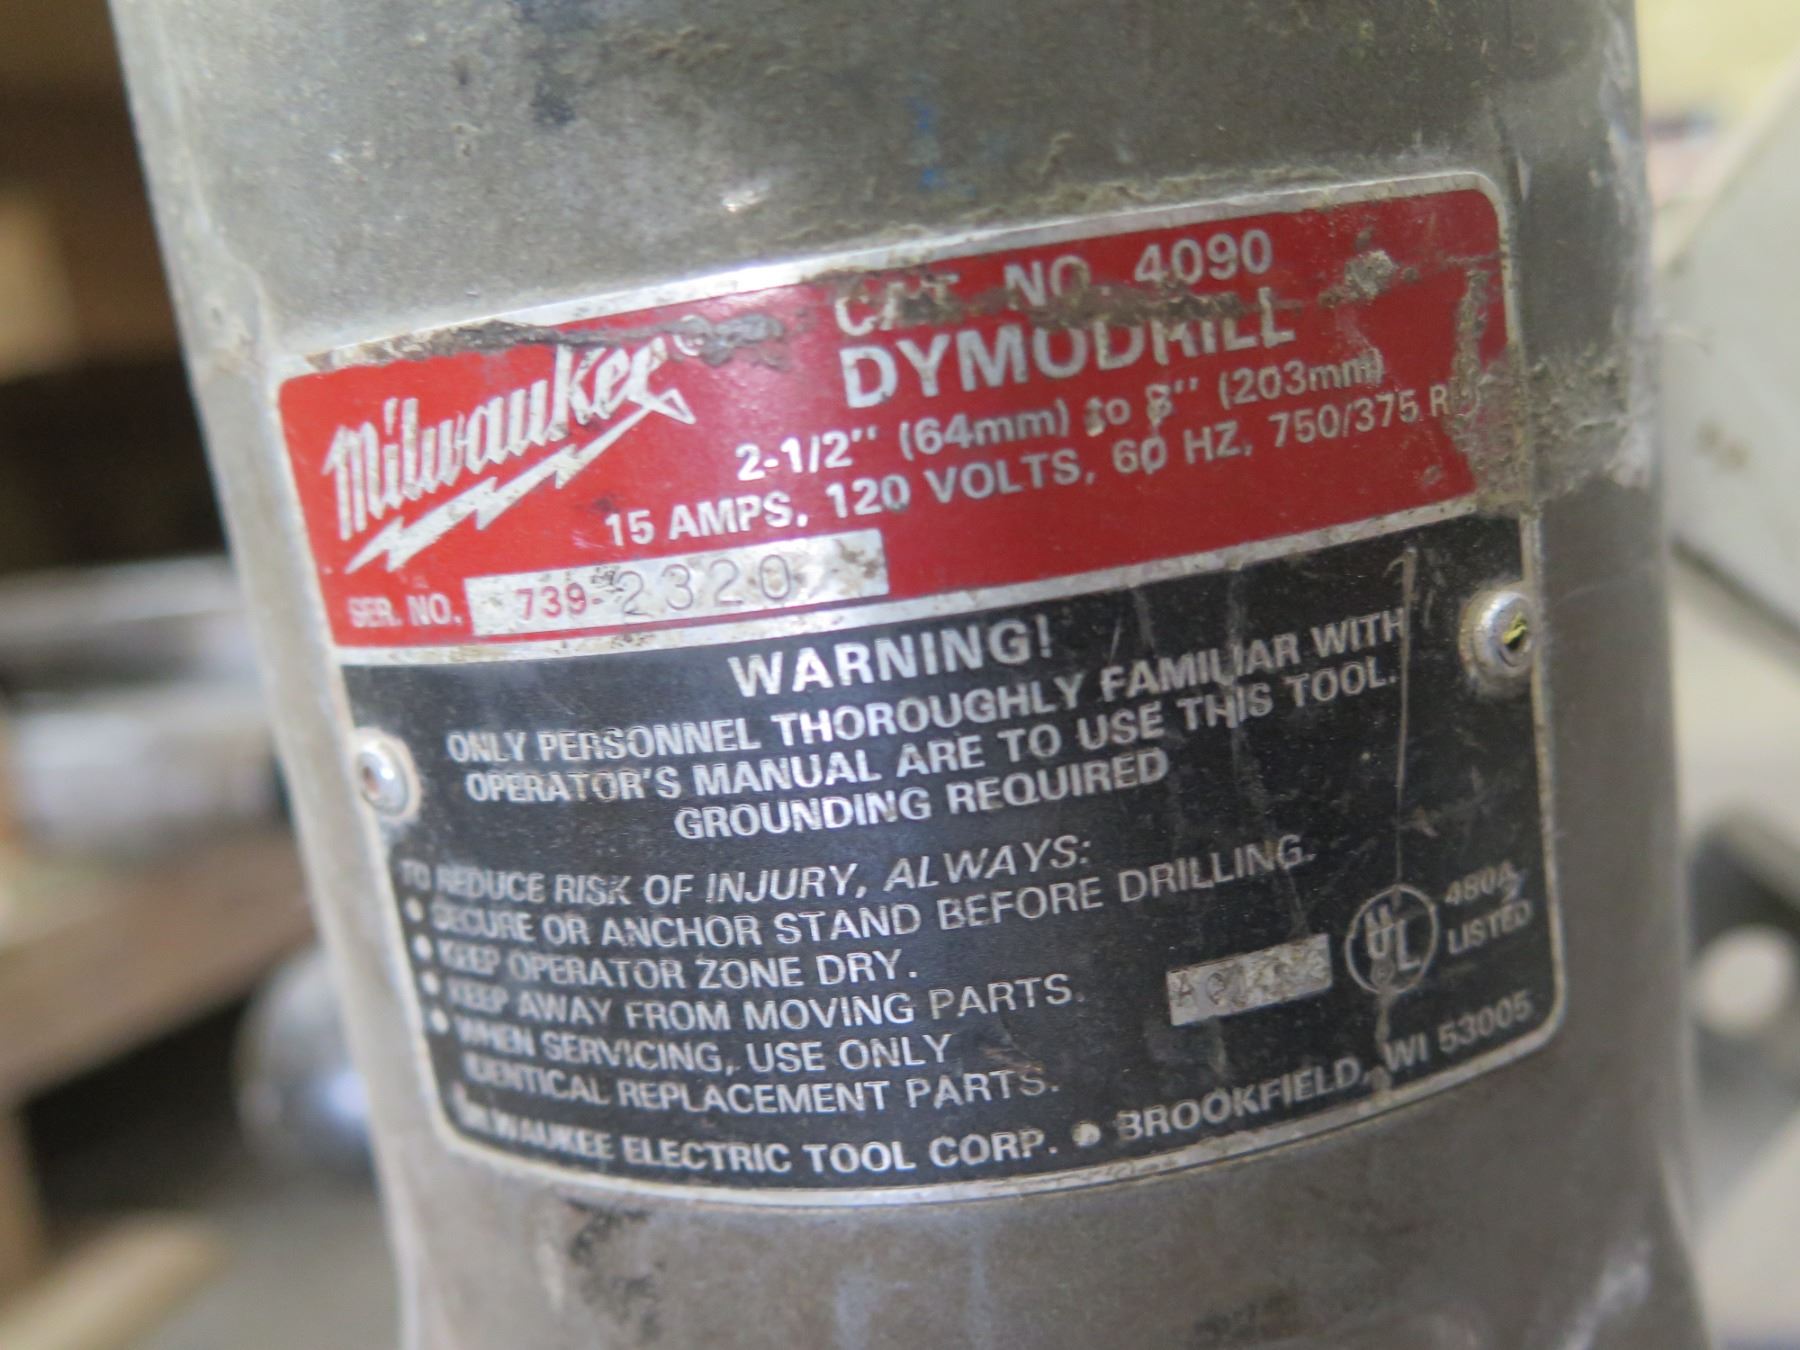 Milwaukee®
CAT. NO. 4090
DYMODRILL
2-1/2" (64mm) to 8" (203mm)
15 AMPS, 120 VOLTS, 60 HZ, 750/375 R
SER. NO. 739-2320
WARNING!
ONLY PERSONNEL THOROUGHLY FAMILIAR WITH
OPERATOR'S MANUAL ARE TO USE THIS TOOL.
GROUNDING REQUIRED
TO REDUCE RISK OF INJURY, ALWAYS:
• SECURE OR ANCHOR STAND BEFORE DRILLING.
• KEEP OPERATOR ZONE DRY.
• KEEP AWAY FROM MOVING PARTS.
• WHEN SERVICING, USE ONLY
IDENTICAL REPLACEMENT PARTS.
UL
480A
LISTED
MILWAUKEE ELECTRIC TOOL CORP. • BROOKFIELD, WI 53005